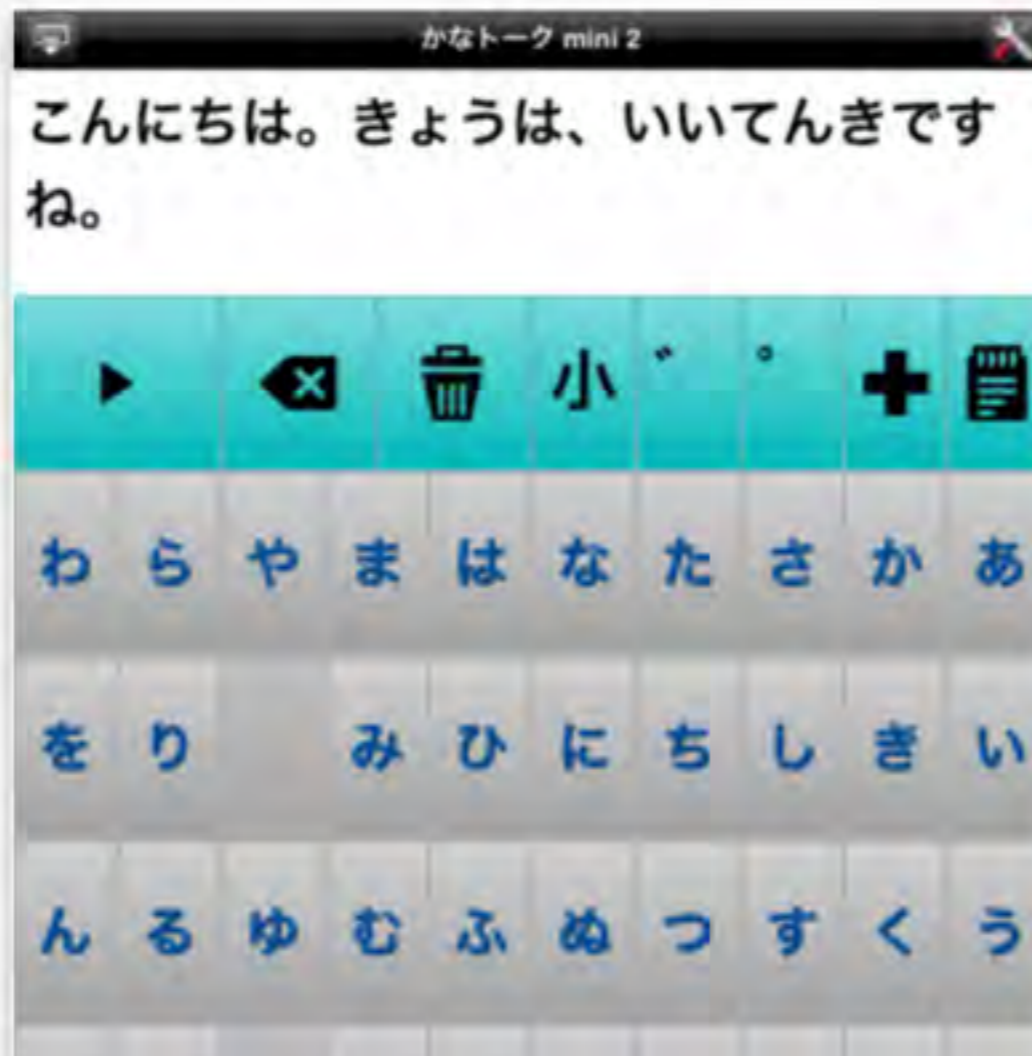 かなトーク mini 2
こんにちは。きょうは、いいてんきです
ね。
小 ゛ ゜
わ ら や ま は な た さ か あ
を り み ひ に ち し き い
ん る ゆ む ふ ぬ つ す く う